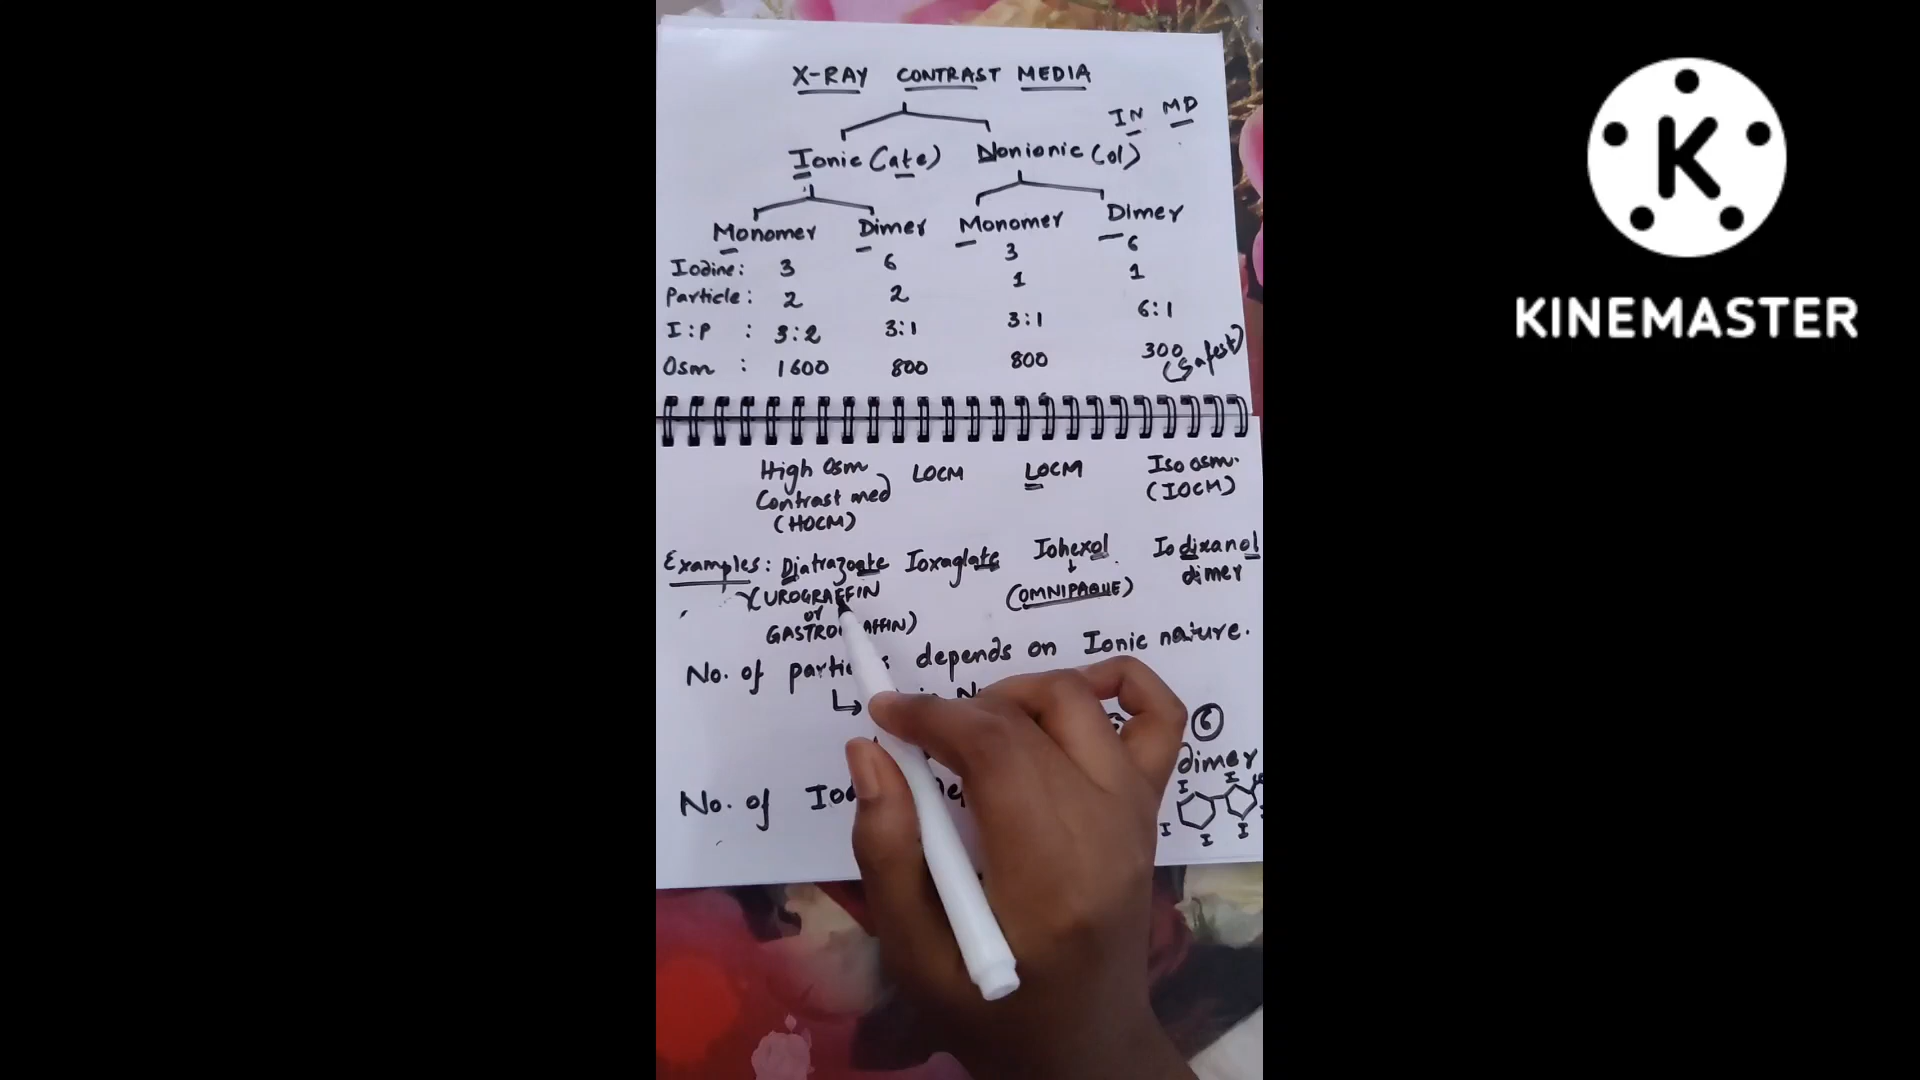 X-RAY CONTRAST MEDIA
IN MD
Ionic (ate) Nonionic (ol)
Monomer Dimer Monomer Dimer
Iodine: 3 6 3 6
Particle: 2 2 1 1
I:P : 3:2 3:1 3:1 6:1
Osm : 1600 800 800 300 (Safest)
High Osm LOCM LOCM Iso osm.
Contrast med (IOCM)
(HOCM)
Examples: Diatrazoate Ioxaglate Iohexol Iodixanol
↓ dimer
(UROGRAFFIN (OMNIPAQUE)
or
GASTRO AFFIN)
No. of depends on Ionic nature.
6
dimer
No. of
I I
I I I
K
KINEMASTER